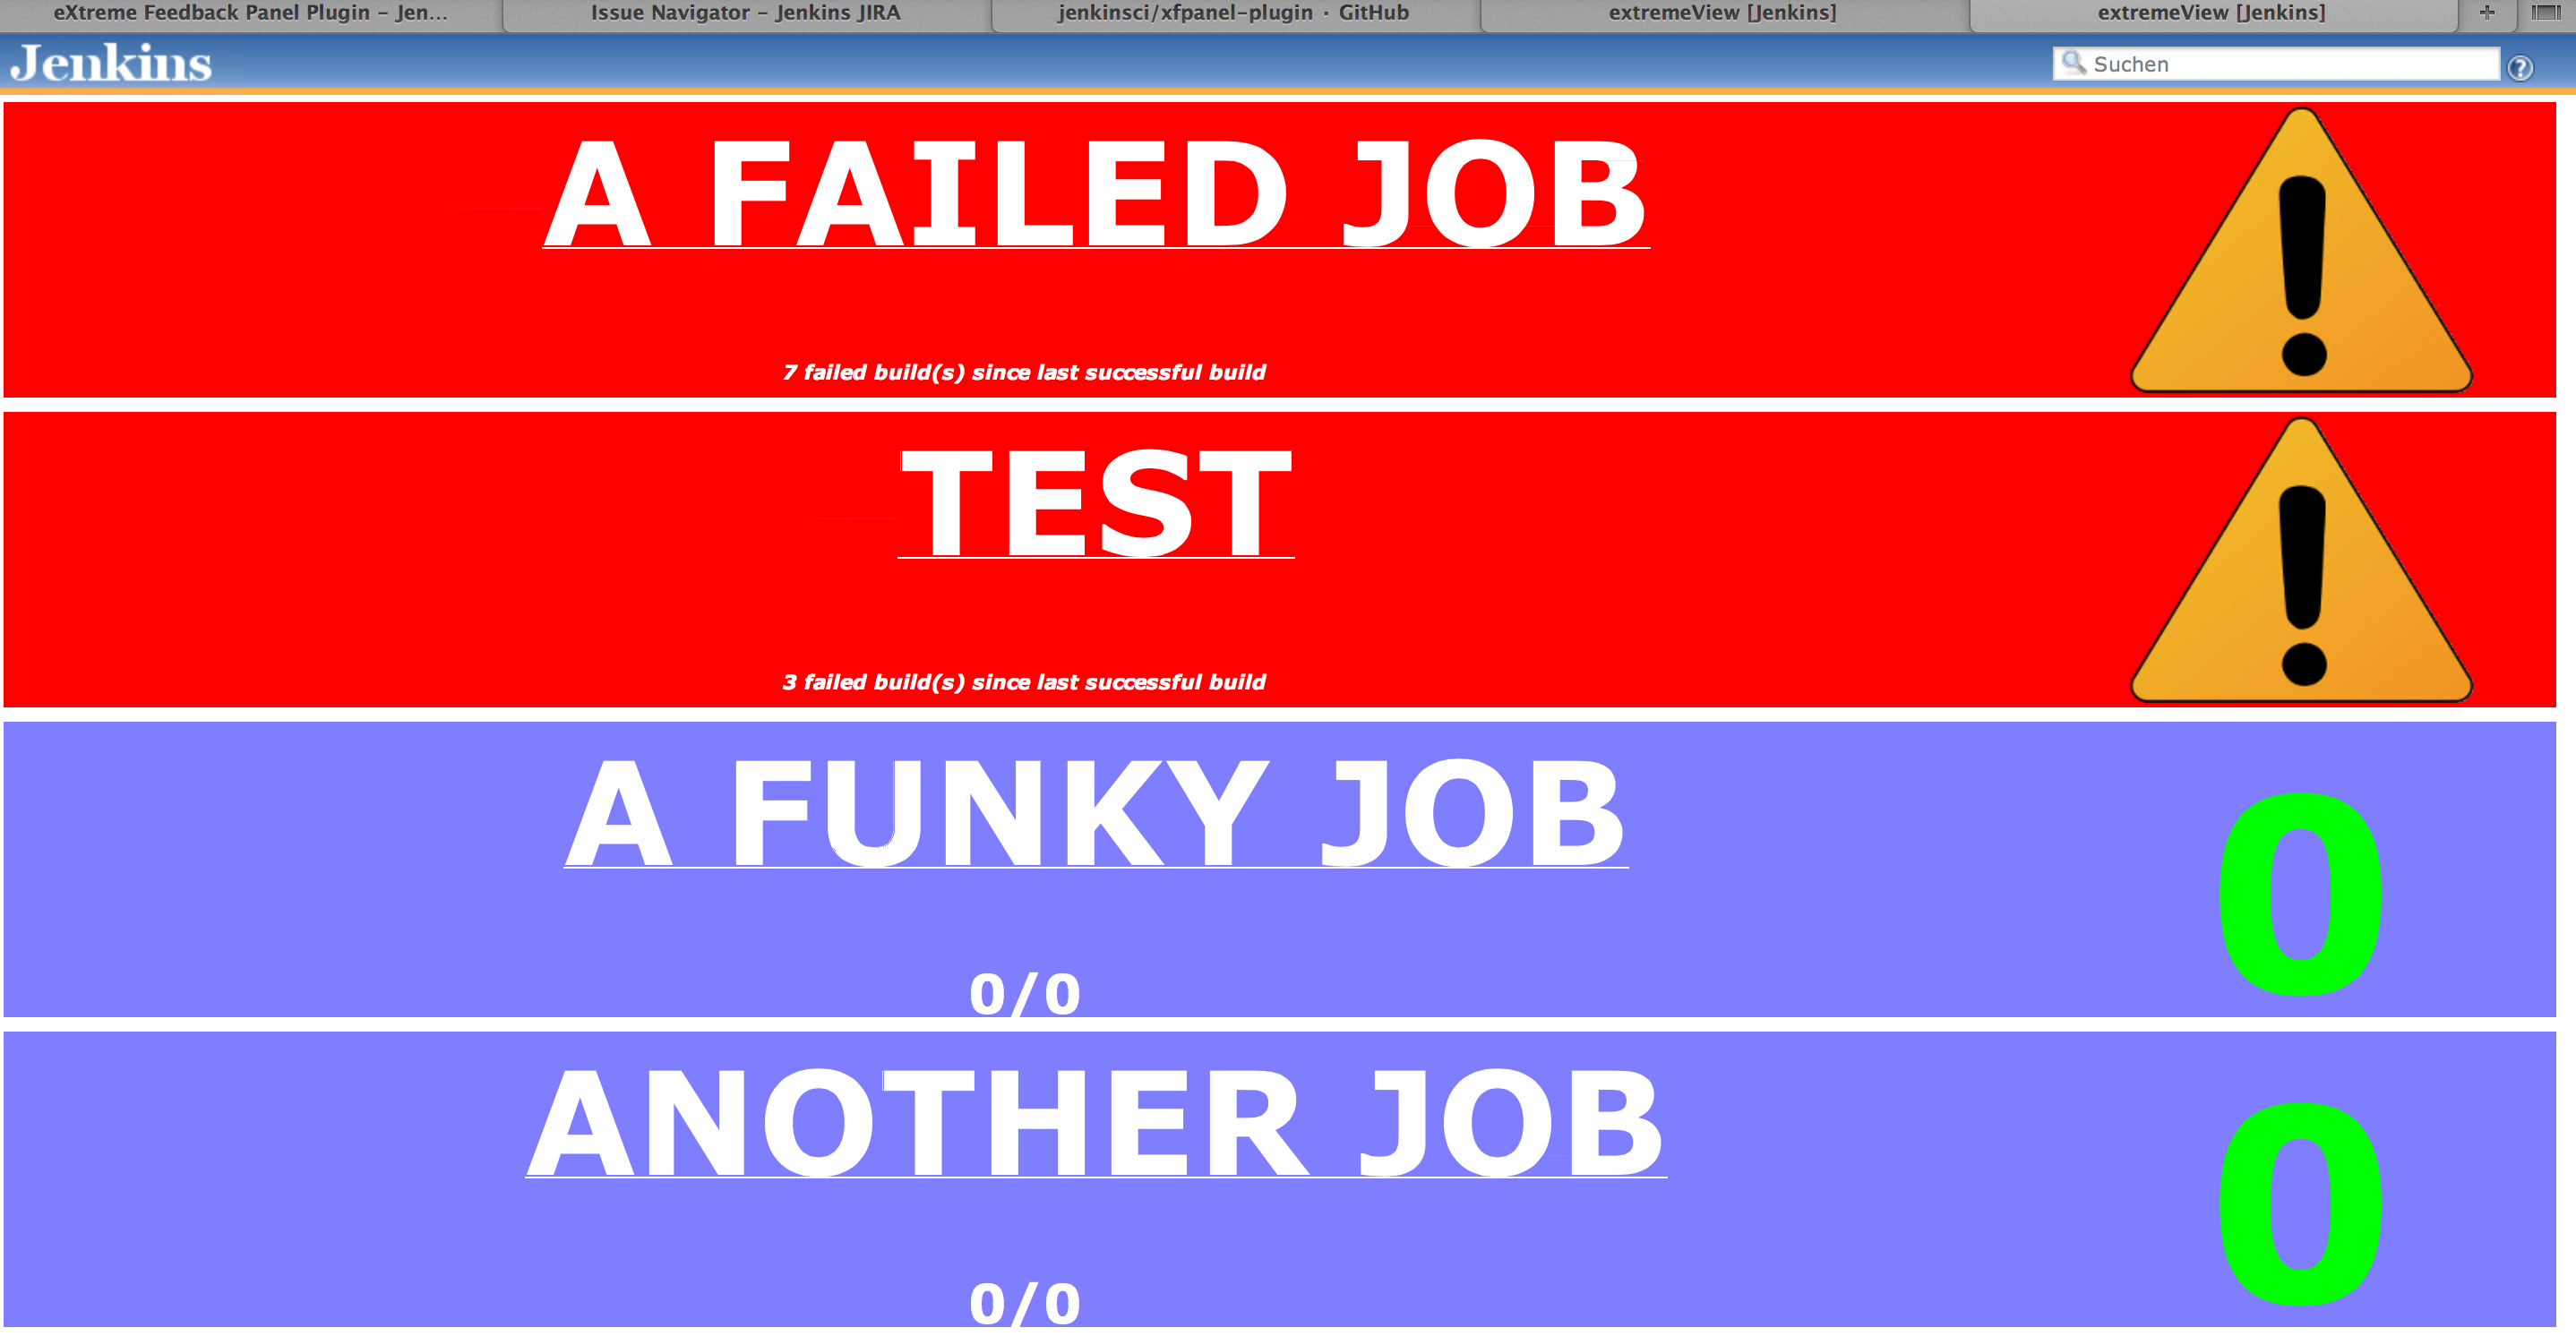 eXtreme Feedback Panel Plugin – Jen...
Issue Navigator – Jenkins JIRA
jenkinsci/xfpanel-plugin · GitHub
extremeView [Jenkins]
extremeView [Jenkins]
Jenkins
Suchen
A FAILED JOB
7 failed build(s) since last successful build
TEST
3 failed build(s) since last successful build
A FUNKY JOB
0/0
0
ANOTHER JOB
0/0
0